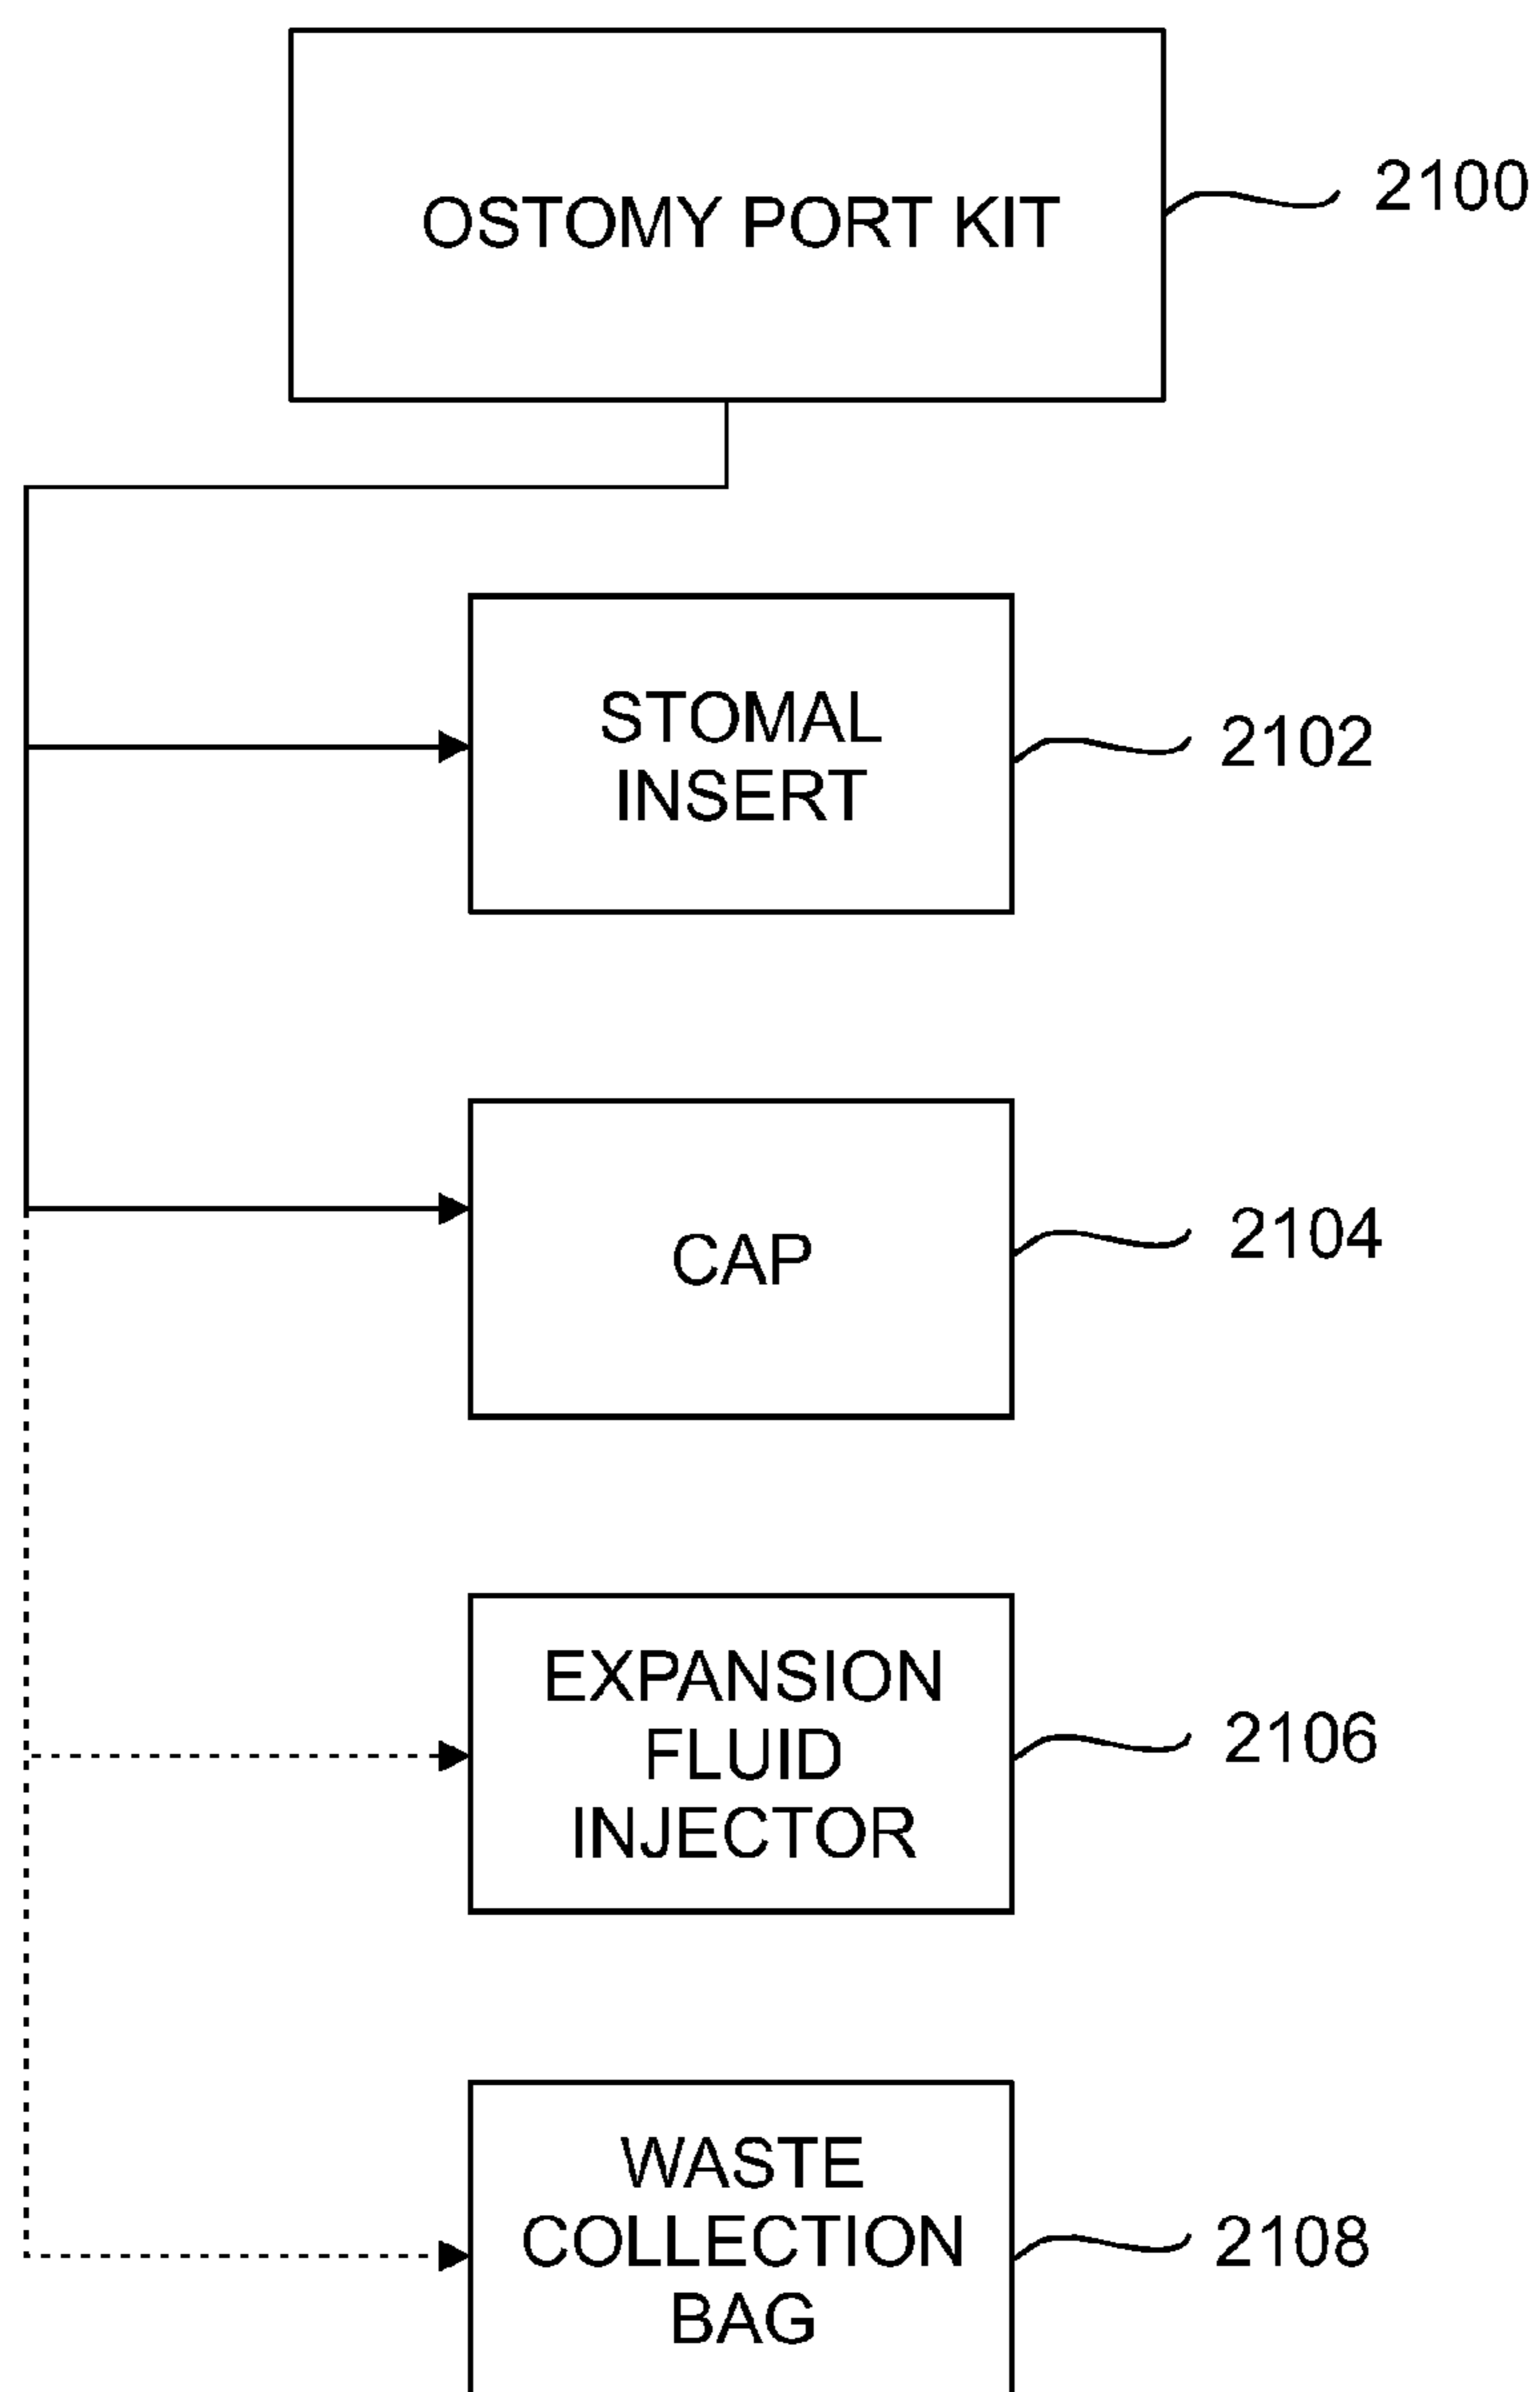 OSTOMY PORT KIT
2100
STOMAL
INSERT
2102
CAP
2104
EXPANSION
FLUID
INJECTOR
2106
WASTE
COLLECTION
BAG
2108